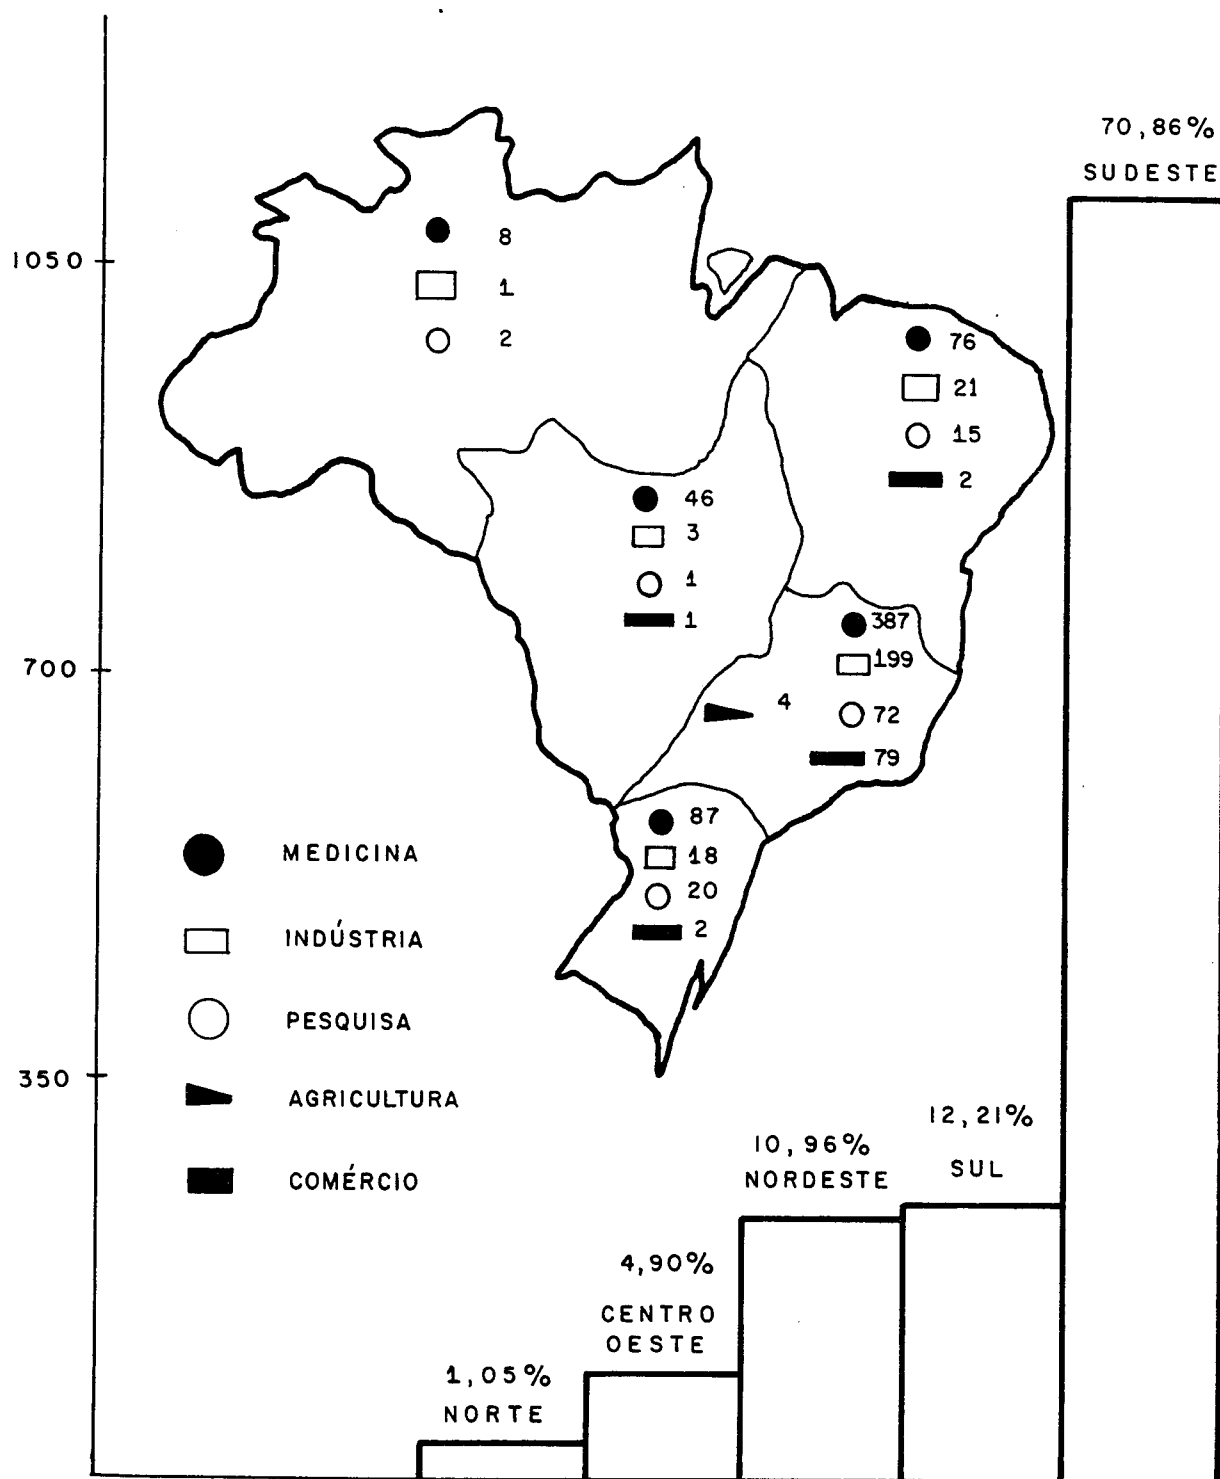 70,86%
SUDESTE
1050
8
1
2
76
21
15
2
46
3
1
1
700
387
199
4
72
79
87
18
20
2
MEDICINA
INDÚSTRIA
PESQUISA
350
AGRICULTURA
COMÉRCIO
12,21%
SUL
10,96%
NORDESTE
4,90%
CENTRO
OESTE
1,05%
NORTE